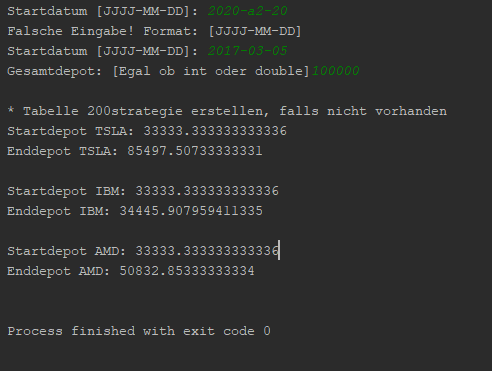 Startdatum [JJJJ-MM-DD]: 2020-a2-20
Falsche Eingabe! Format: [JJJJ-MM-DD]
Startdatum [JJJJ-MM-DD]: 2017-03-05
Gesamtdepot: [Egal ob int oder double]100000
* Tabelle 200strategie erstellen, falls nicht vorhanden
Startdepot TSLA: 33333.333333333336
Enddepot TSLA: 85497.50733333331
Startdepot IBM: 33333.333333333336
Enddepot IBM: 34445.907959411335
Startdepot AMD: 33333.333333333336
Enddepot AMD: 50832.85333333334
Process finished with exit code 0